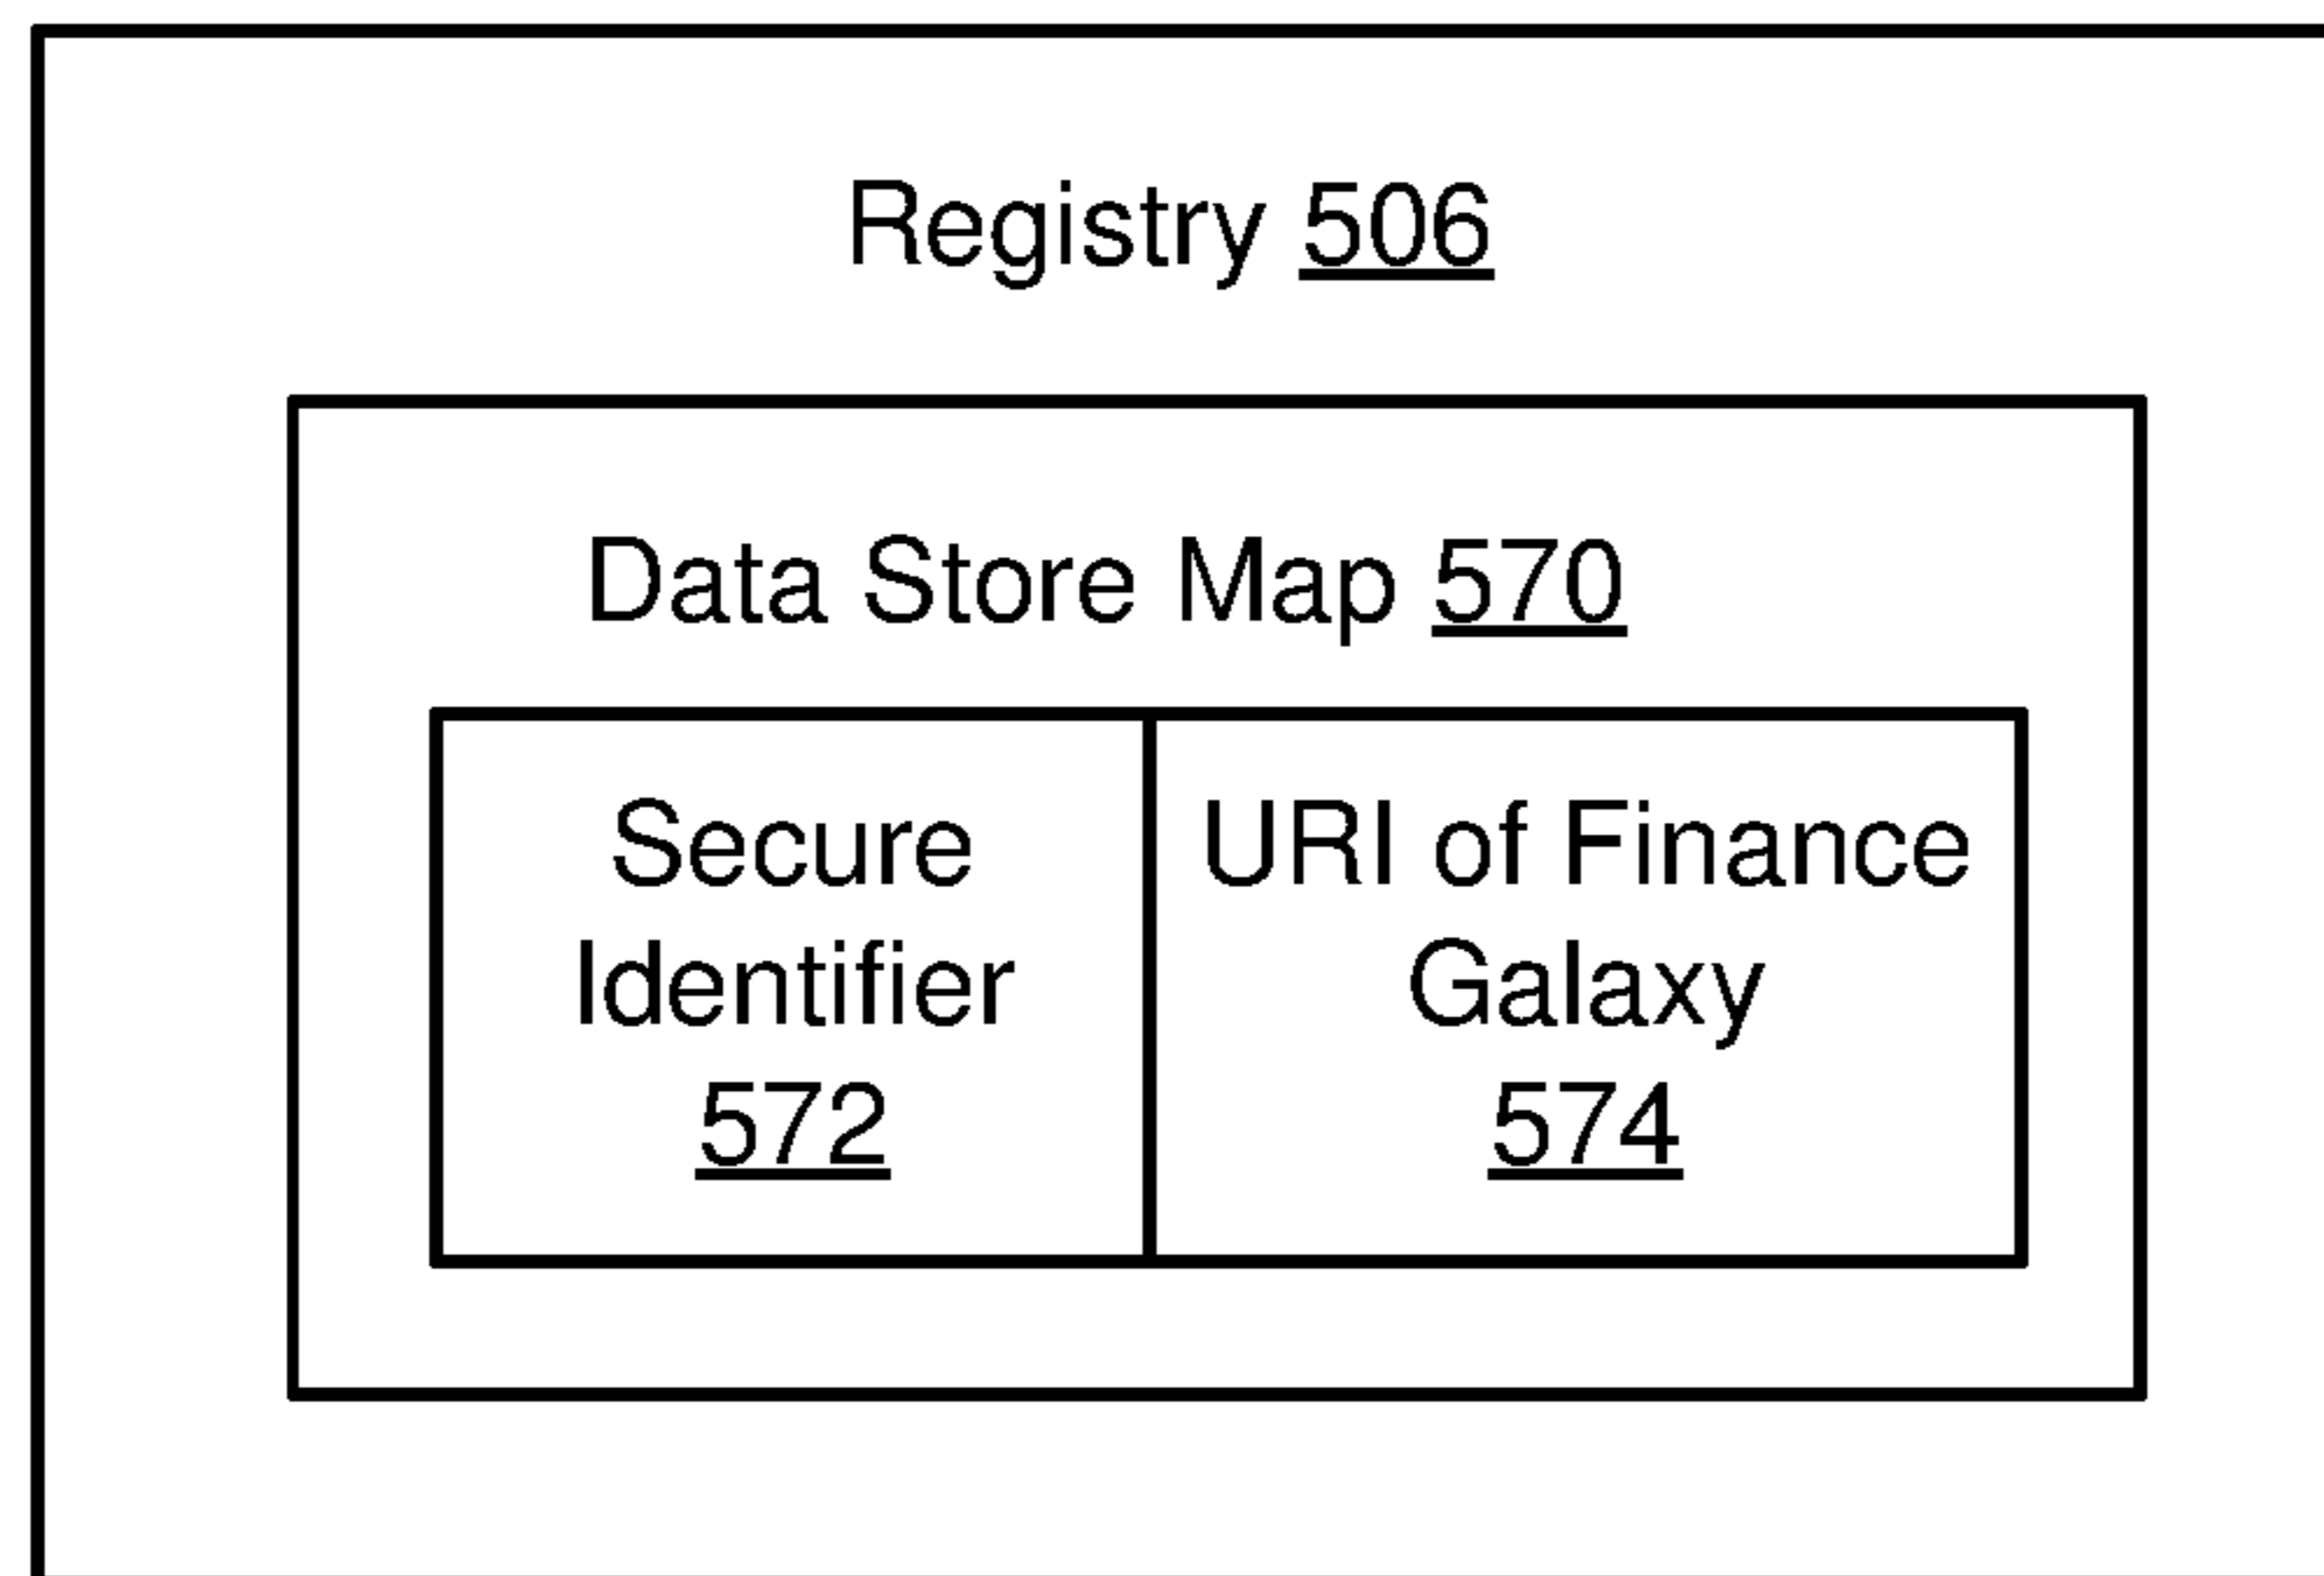 Registry 506
Data Store Map 570
Secure
Identifier
572
URI of Finance
Galaxy
574